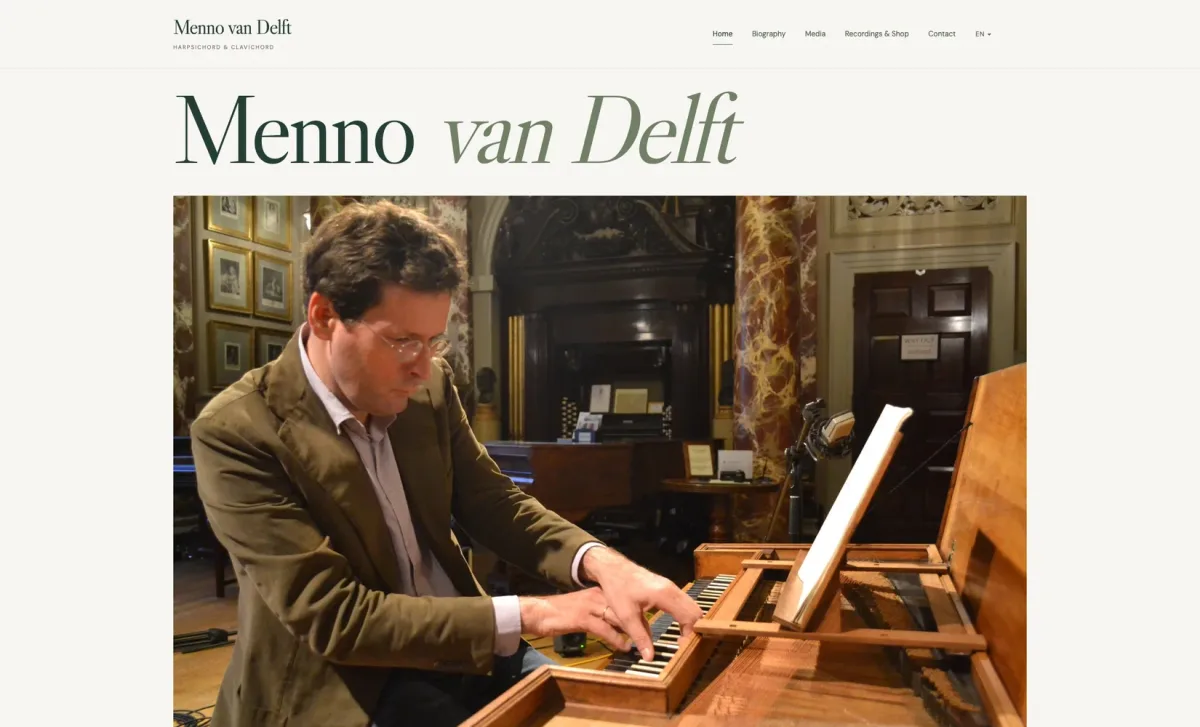 Menno van Delft
HARPSICHORD & CLAVICHORD
Home Biography Media Recordings & Shop Contact EN
Menno van Delft